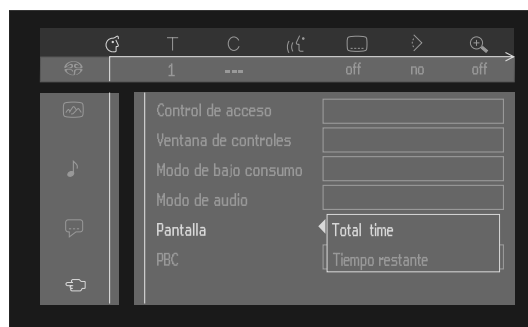 T C
1 --- off no off
Control de acceso
Ventana de controles
Modo de bajo consumo
Modo de audio
Pantalla Total time
PBC Tiempo restante